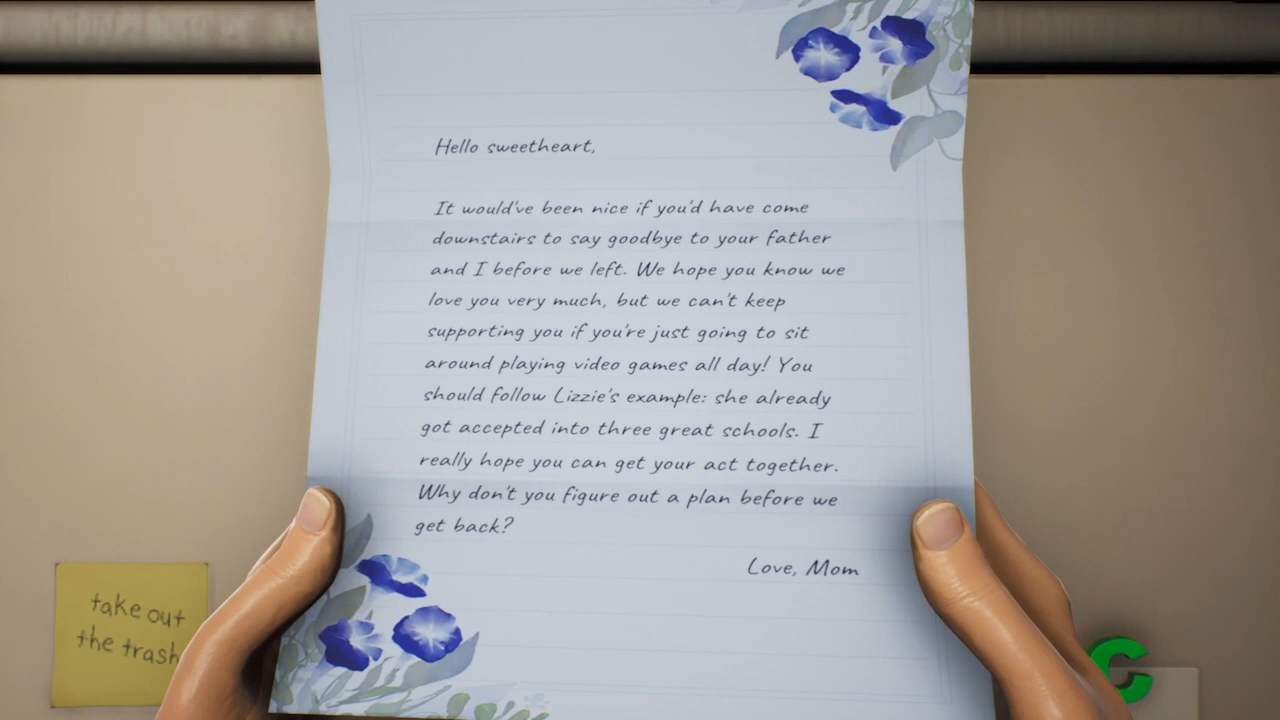 Hello sweetheart,
It would've been nice if you'd have come
downstairs to say goodbye to your father
and I before we left. We hope you know we
love you very much, but we can't keep
supporting you if you're just going to sit
around playing video games all day! You
should follow Lizzie's example: she already
got accepted into three great schools. I
really hope you can get your act together.
Why don't you figure out a plan before we
get back?
Love, Mom
take out
the trash
C